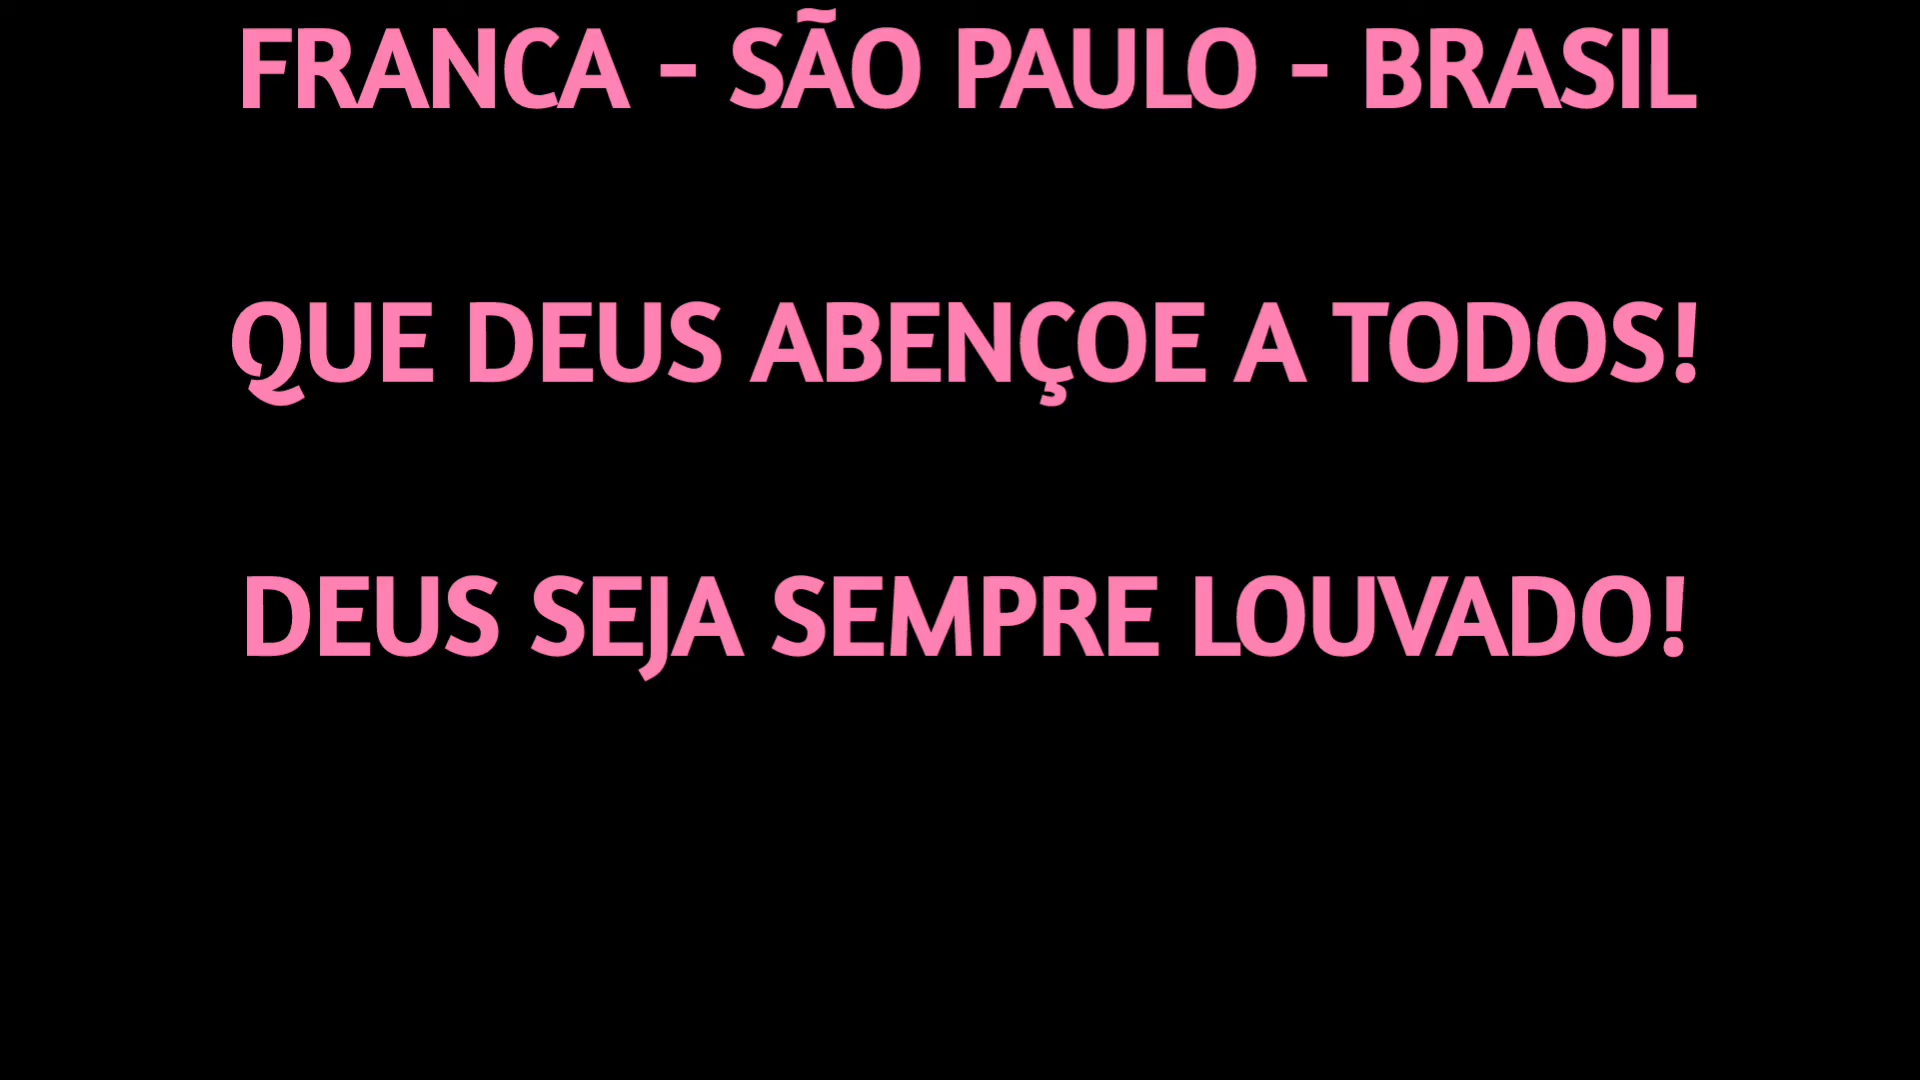 FRANCA - SÃO PAULO - BRASIL
QUE DEUS ABENÇOE A TODOS!
DEUS SEJA SEMPRE LOUVADO!